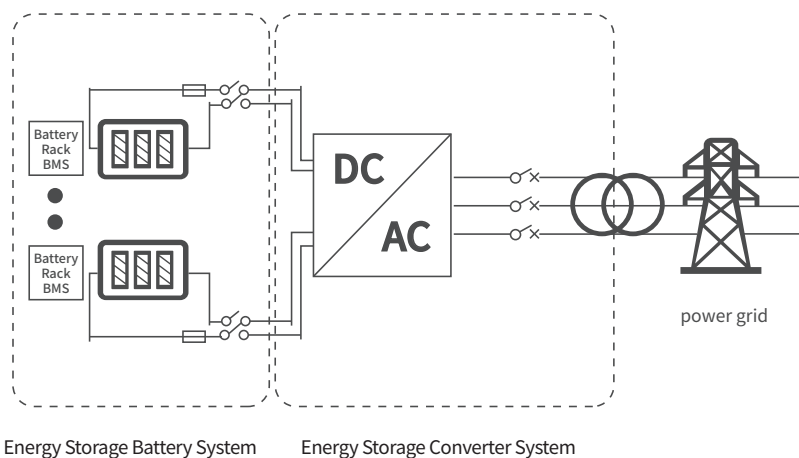 Battery
Rack
BMS
DC
AC
Battery
Rack
BMS
power grid
Energy Storage Battery System
Energy Storage Converter System